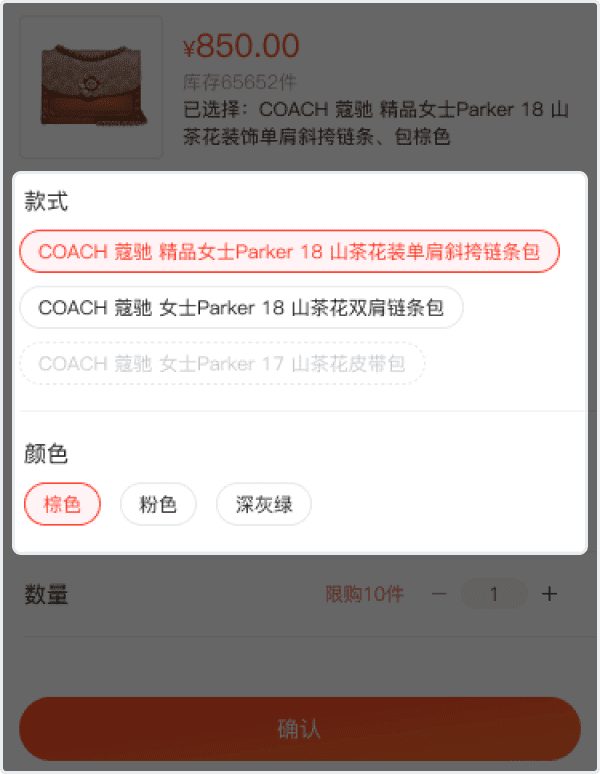 ¥850.00
库存65652件
已选择：COACH 蔻驰 精品女士Parker 18 山
茶花装饰单肩斜挎链条、包棕色
款式
COACH 蔻驰 精品女士Parker 18 山茶花装单肩斜挎链条包
COACH 蔻驰 女士Parker 18 山茶花双肩链条包
COACH 蔻驰 女士Parker 17 山茶花皮带包
颜色
棕色 粉色 深灰绿
数量 限购10件 － 1 ＋
确认